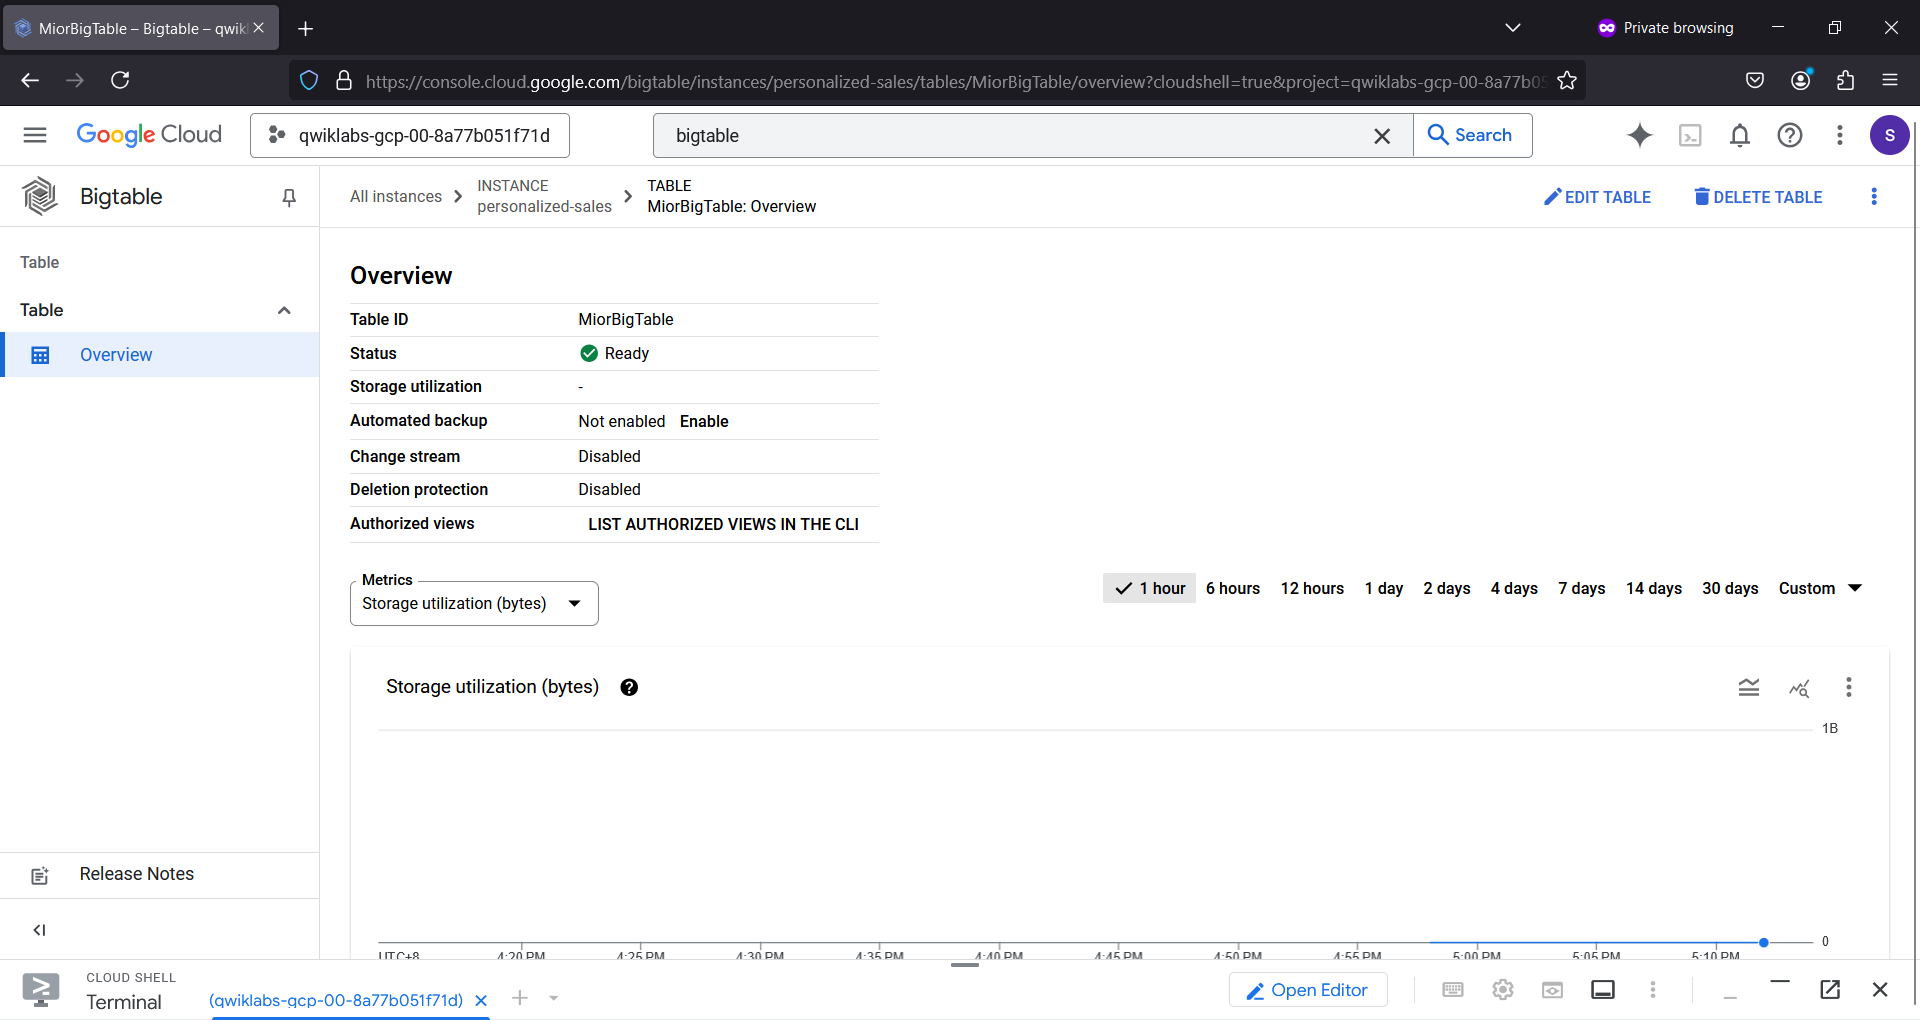 MiorBigTable – Bigtable – qwik
Private browsing
https://console.cloud.google.com/bigtable/instances/personalized-sales/tables/MiorBigTable/overview?cloudshell=true&project=qwiklabs-gcp-00-8a77b05
Google Cloud
qwiklabs-gcp-00-8a77b051f71d
bigtable
Search
S
Bigtable
All instances
INSTANCE
personalized-sales
TABLE
MiorBigTable: Overview
EDIT TABLE
DELETE TABLE
Table
Table
Overview
Release Notes
Overview
Table ID MiorBigTable
Status Ready
Storage utilization -
Automated backup Not enabled Enable
Change stream Disabled
Deletion protection Disabled
Authorized views LIST AUTHORIZED VIEWS IN THE CLI
Metrics
Storage utilization (bytes)
1 hour 6 hours 12 hours 1 day 2 days 4 days 7 days 14 days 30 days Custom
Storage utilization (bytes)
1B
0
UTC+8 4:20 PM 4:25 PM 4:30 PM 4:35 PM 4:40 PM 4:45 PM 4:50 PM 4:55 PM 5:00 PM 5:05 PM 5:10 PM
CLOUD SHELL
Terminal
(qwiklabs-gcp-00-8a77b051f71d)
Open Editor